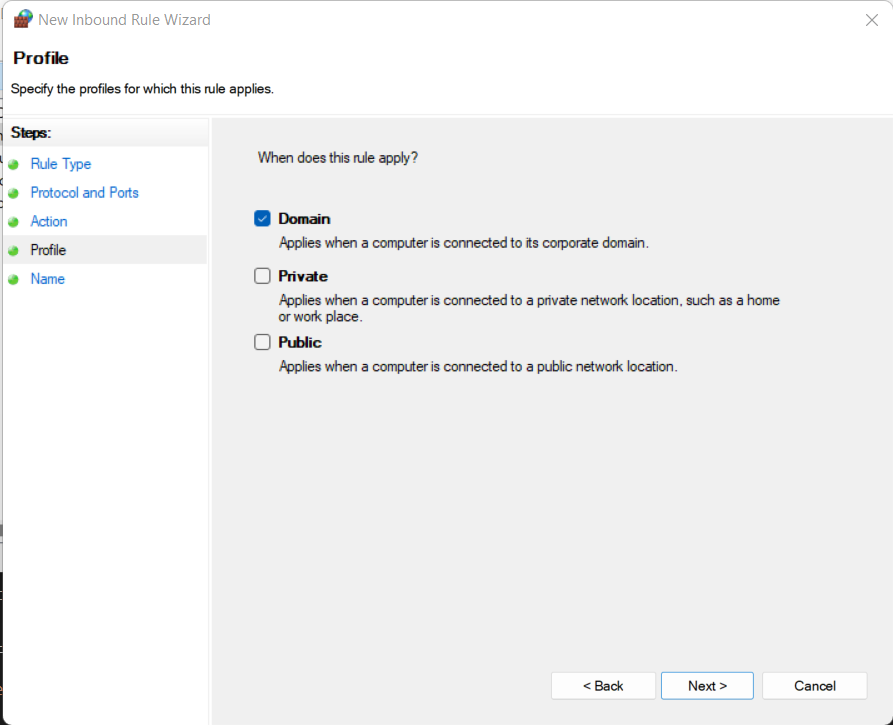 New Inbound Rule Wizard
Profile
Specify the profiles for which this rule applies.
Steps:
Rule Type
Protocol and Ports
Action
Profile
Name
When does this rule apply?
Domain
Applies when a computer is connected to its corporate domain.
Private
Applies when a computer is connected to a private network location, such as a home
or work place.
Public
Applies when a computer is connected to a public network location.
< Back
Next >
Cancel